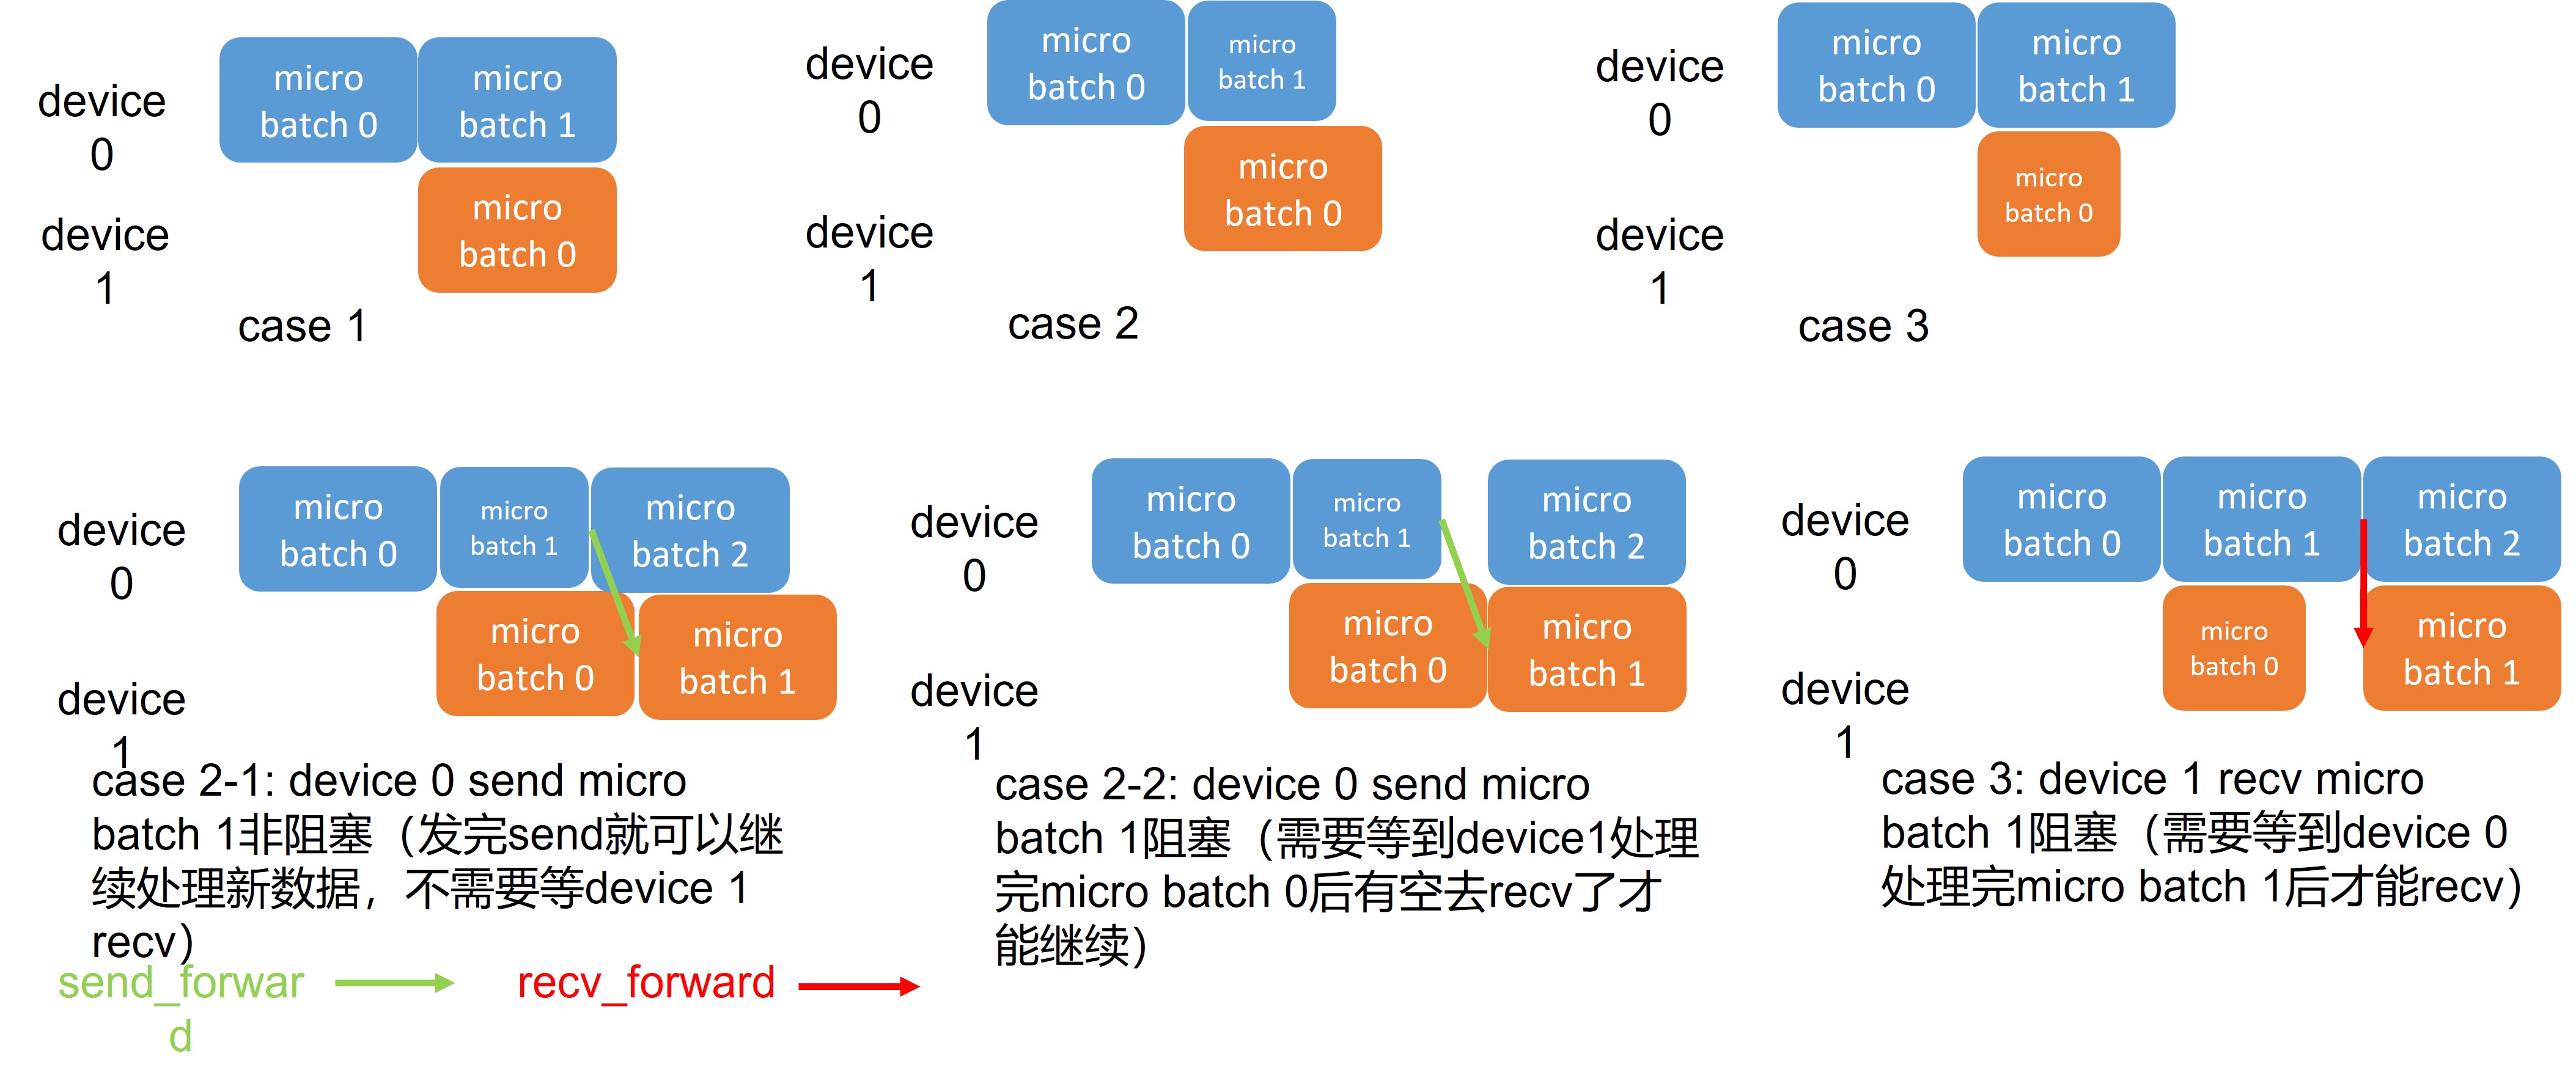 device
0
micro
batch 0
micro
batch 1
micro
batch 0
device
1
case 1
device
0
micro
batch 0
micro
batch 1
micro
batch 0
device
1
case 2
device
0
micro
batch 0
micro
batch 1
micro
batch 0
device
1
case 3
device
0
micro
batch 0
micro
batch 1
micro
batch 2
micro
batch 0
micro
batch 1
device
1
case 2-1: device 0 send micro
batch 1非阻塞（发完send就可以继
续处理新数据，不需要等device 1
recv）
device
0
micro
batch 0
micro
batch 1
micro
batch 2
micro
batch 0
micro
batch 1
device
1
case 2-2: device 0 send micro
batch 1阻塞（需要等到device1处理
完micro batch 0后有空去recv了才
能继续）
device
0
micro
batch 0
micro
batch 1
micro
batch 2
micro
batch 0
micro
batch 1
device
1
case 3: device 1 recv micro
batch 1阻塞（需要等到device 0
处理完micro batch 1后才能recv）
send_forwar
d
recv_forward